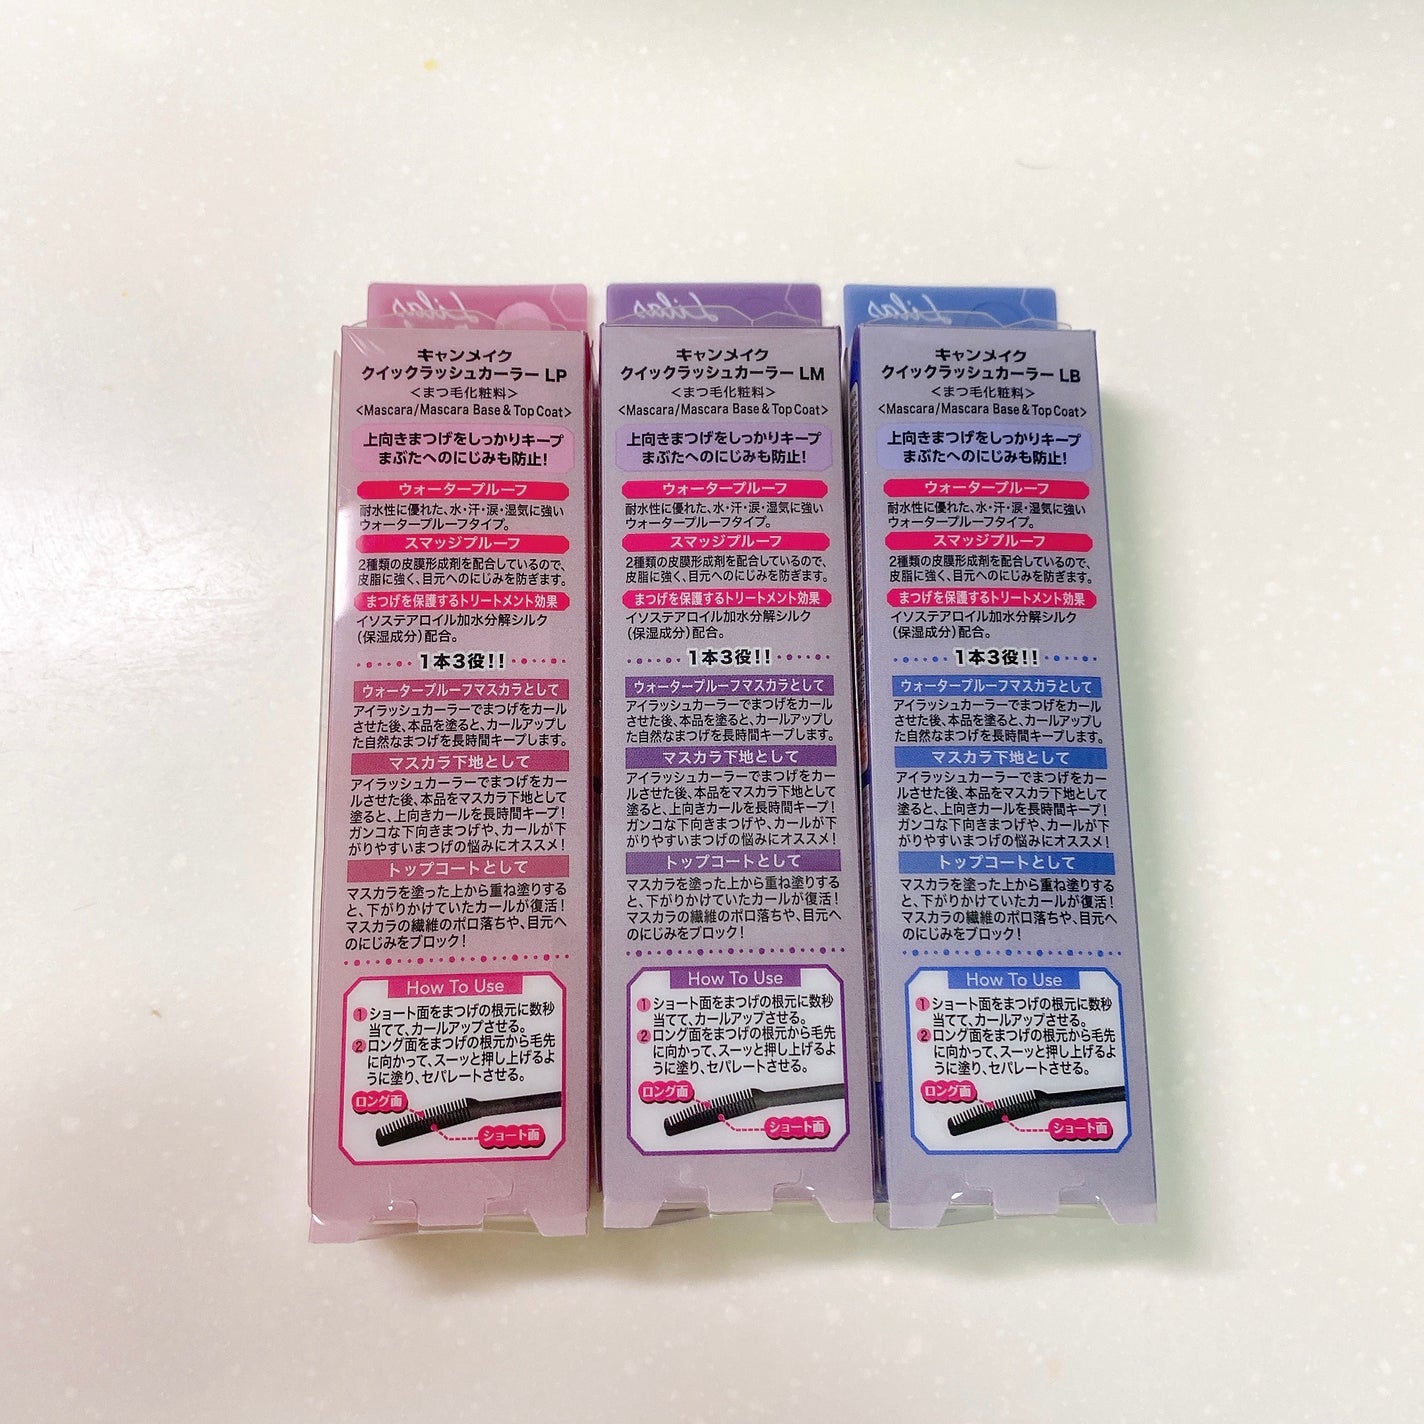 Lilas
キャンメイク
クイックラッシュカーラー LP
＜まつ毛化粧料＞
<Mascara/Mascara Base & Top Coat>
上向きまつげをしっかりキープ
まぶたへのにじみも防止！
ウォータープルーフ
耐水性に優れた、水・汗・涙・湿気に強い
ウォータープルーフタイプ。
スマッジプルーフ
2種類の皮膜形成剤を配合しているので、
皮脂に強く、目元へのにじみを防ぎます。
まつげを保護するトリートメント効果
イソステアロイル加水分解シルク
(保湿成分)配合。
1本3役!!
ウォータープルーフマスカラとして
アイラッシュカーラーでまつげをカール
させた後、本品を塗ると、カールアップし
た自然なまつげを長時間キープします。
マスカラ下地として
アイラッシュカーラーでまつげをカー
ルさせた後、本品をマスカラ下地として
塗ると、上向きカールを長時間キープ！
ガンコな下向きまつげや、カールが下
がりやすいまつげの悩みにオススメ！
トップコートとして
マスカラを塗った上から重ね塗りする
と、下がりかけていたカールが復活！
マスカラの繊維のポロ落ちや、目元へ
のにじみをブロック！
How To Use
1 ショート面をまつげの根元に数秒
当てて、カールアップさせる。
2 ロング面をまつげの根元から毛先
に向かって、スーッと押し上げるよ
うに塗り、セパレートさせる。
ロング面
ショート面
Lilas
キャンメイク
クイックラッシュカーラー LM
＜まつ毛化粧料＞
<Mascara/Mascara Base & Top Coat>
上向きまつげをしっかりキープ
まぶたへのにじみも防止！
ウォータープルーフ
耐水性に優れた、水・汗・涙・湿気に強い
ウォータープルーフタイプ。
スマッジプルーフ
2種類の皮膜形成剤を配合しているので、
皮脂に強く、目元へのにじみを防ぎます。
まつげを保護するトリートメント効果
イソステアロイル加水分解シルク
(保湿成分)配合。
1本3役!!
ウォータープルーフマスカラとして
アイラッシュカーラーでまつげをカール
させた後、本品を塗ると、カールアップし
た自然なまつげを長時間キープします。
マスカラ下地として
アイラッシュカーラーでまつげをカー
ルさせた後、本品をマスカラ下地として
塗ると、上向きカールを長時間キープ！
ガンコな下向きまつげや、カールが下
がりやすいまつげの悩みにオススメ！
トップコートとして
マスカラを塗った上から重ね塗りする
と、下がりかけていたカールが復活！
マスカラの繊維のポロ落ちや、目元へ
のにじみをブロック！
How To Use
1 ショート面をまつげの根元に数秒
当てて、カールアップさせる。
2 ロング面をまつげの根元から毛先
に向かって、スーッと押し上げるよ
うに塗り、セパレートさせる。
ロング面
ショート面
Lilas
キャンメイク
クイックラッシュカーラー LB
＜まつ毛化粧料＞
<Mascara/Mascara Base & Top Coat>
上向きまつげをしっかりキープ
まぶたへのにじみも防止！
ウォータープルーフ
耐水性に優れた、水・汗・涙・湿気に強い
ウォータープルーフタイプ。
スマッジプルーフ
2種類の皮膜形成剤を配合しているので、
皮脂に強く、目元へのにじみを防ぎます。
まつげを保護するトリートメント効果
イソステアロイル加水分解シルク
(保湿成分)配合。
1本3役!!
ウォータープルーフマスカラとして
アイラッシュカーラーでまつげをカール
させた後、本品を塗ると、カールアップし
た自然なまつげを長時間キープします。
マスカラ下地として
アイラッシュカーラーでまつげをカー
ルさせた後、本品をマスカラ下地として
塗ると、上向きカールを長時間キープ！
ガンコな下向きまつげや、カールが下
がりやすいまつげの悩みにオススメ！
トップコートとして
マスカラを塗った上から重ね塗りする
と、下がりかけていたカールが復活！
マスカラの繊維のポロ落ちや、目元へ
のにじみをブロック！
How To Use
1 ショート面をまつげの根元に数秒
当てて、カールアップさせる。
2 ロング面をまつげの根元から毛先
に向かって、スーッと押し上げるよ
うに塗り、セパレートさせる。
ロング面
ショート面